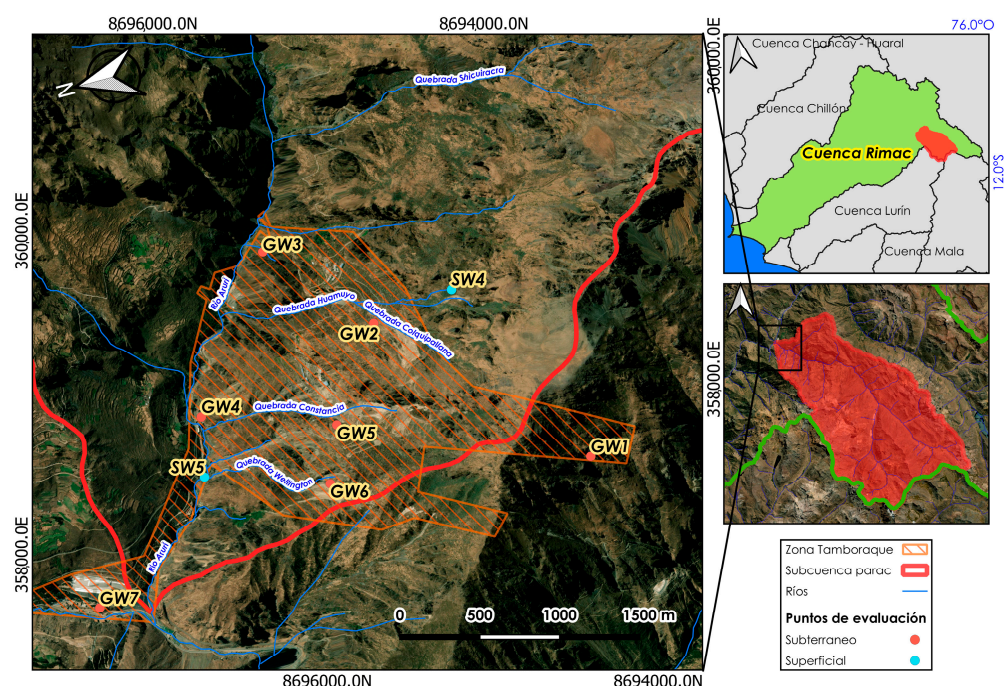 8696000.0N
8694000.0N
76.0°O
N
Quebrada Shicuiracra
360000.0E
Cuenca Chancay - Huaral
Cuenca Chillón
Cuenca Rimac
12.0°S
Cuenca Lurín
Cuenca Mala
360000.0E
GW3
SW4
Río Aruri
Quebrada Huamuyo
GW2
Quebrada Colquipallana
358000.0E
GW4
Quebrada Constancia
GW5
GW1
SW5
Quebrada Wellington
GW6
358000.0E
Río Aruri
GW7
0 500 1000 1500 m
8696000.0N
8694000.0N
Zona Tamboraque
Subcuenca parac
Ríos
Puntos de evaluación
Subterraneo
Superficial